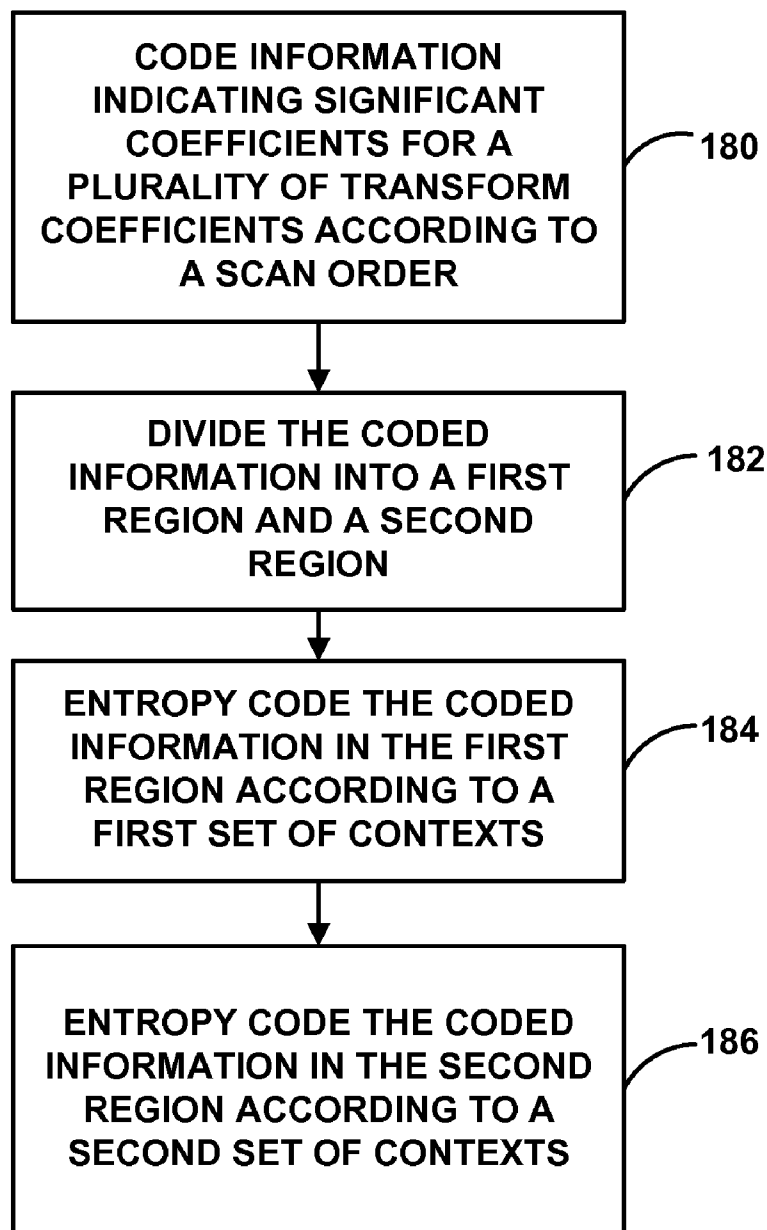 CODE INFORMATION
INDICATING SIGNIFICANT
COEFFICIENTS FOR A
PLURALITY OF TRANSFORM
COEFFICIENTS ACCORDING TO
A SCAN ORDER
180
DIVIDE THE CODED
INFORMATION INTO A FIRST
REGION AND A SECOND
REGION
182
ENTROPY CODE THE CODED
INFORMATION IN THE FIRST
REGION ACCORDING TO A
FIRST SET OF CONTEXTS
184
ENTROPY CODE THE CODED
INFORMATION IN THE SECOND
REGION ACCORDING TO A
SECOND SET OF CONTEXTS
186